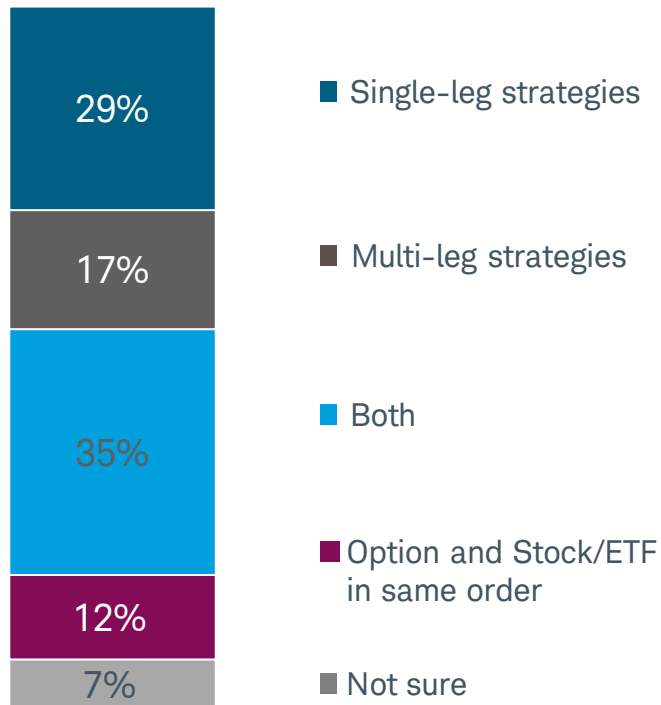 29%
Single-leg strategies
17%
Multi-leg strategies
35%
Both
12%
Option and Stock/ETF
in same order
7%
Not sure